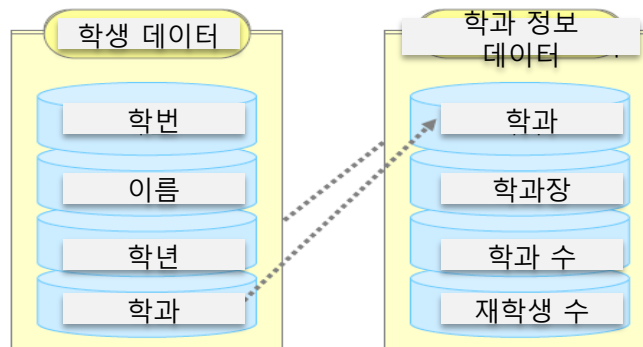 학생 데이터
학번
이름
학년
학과
학과 정보
데이터
학과
학과장
학과 수
재학생 수